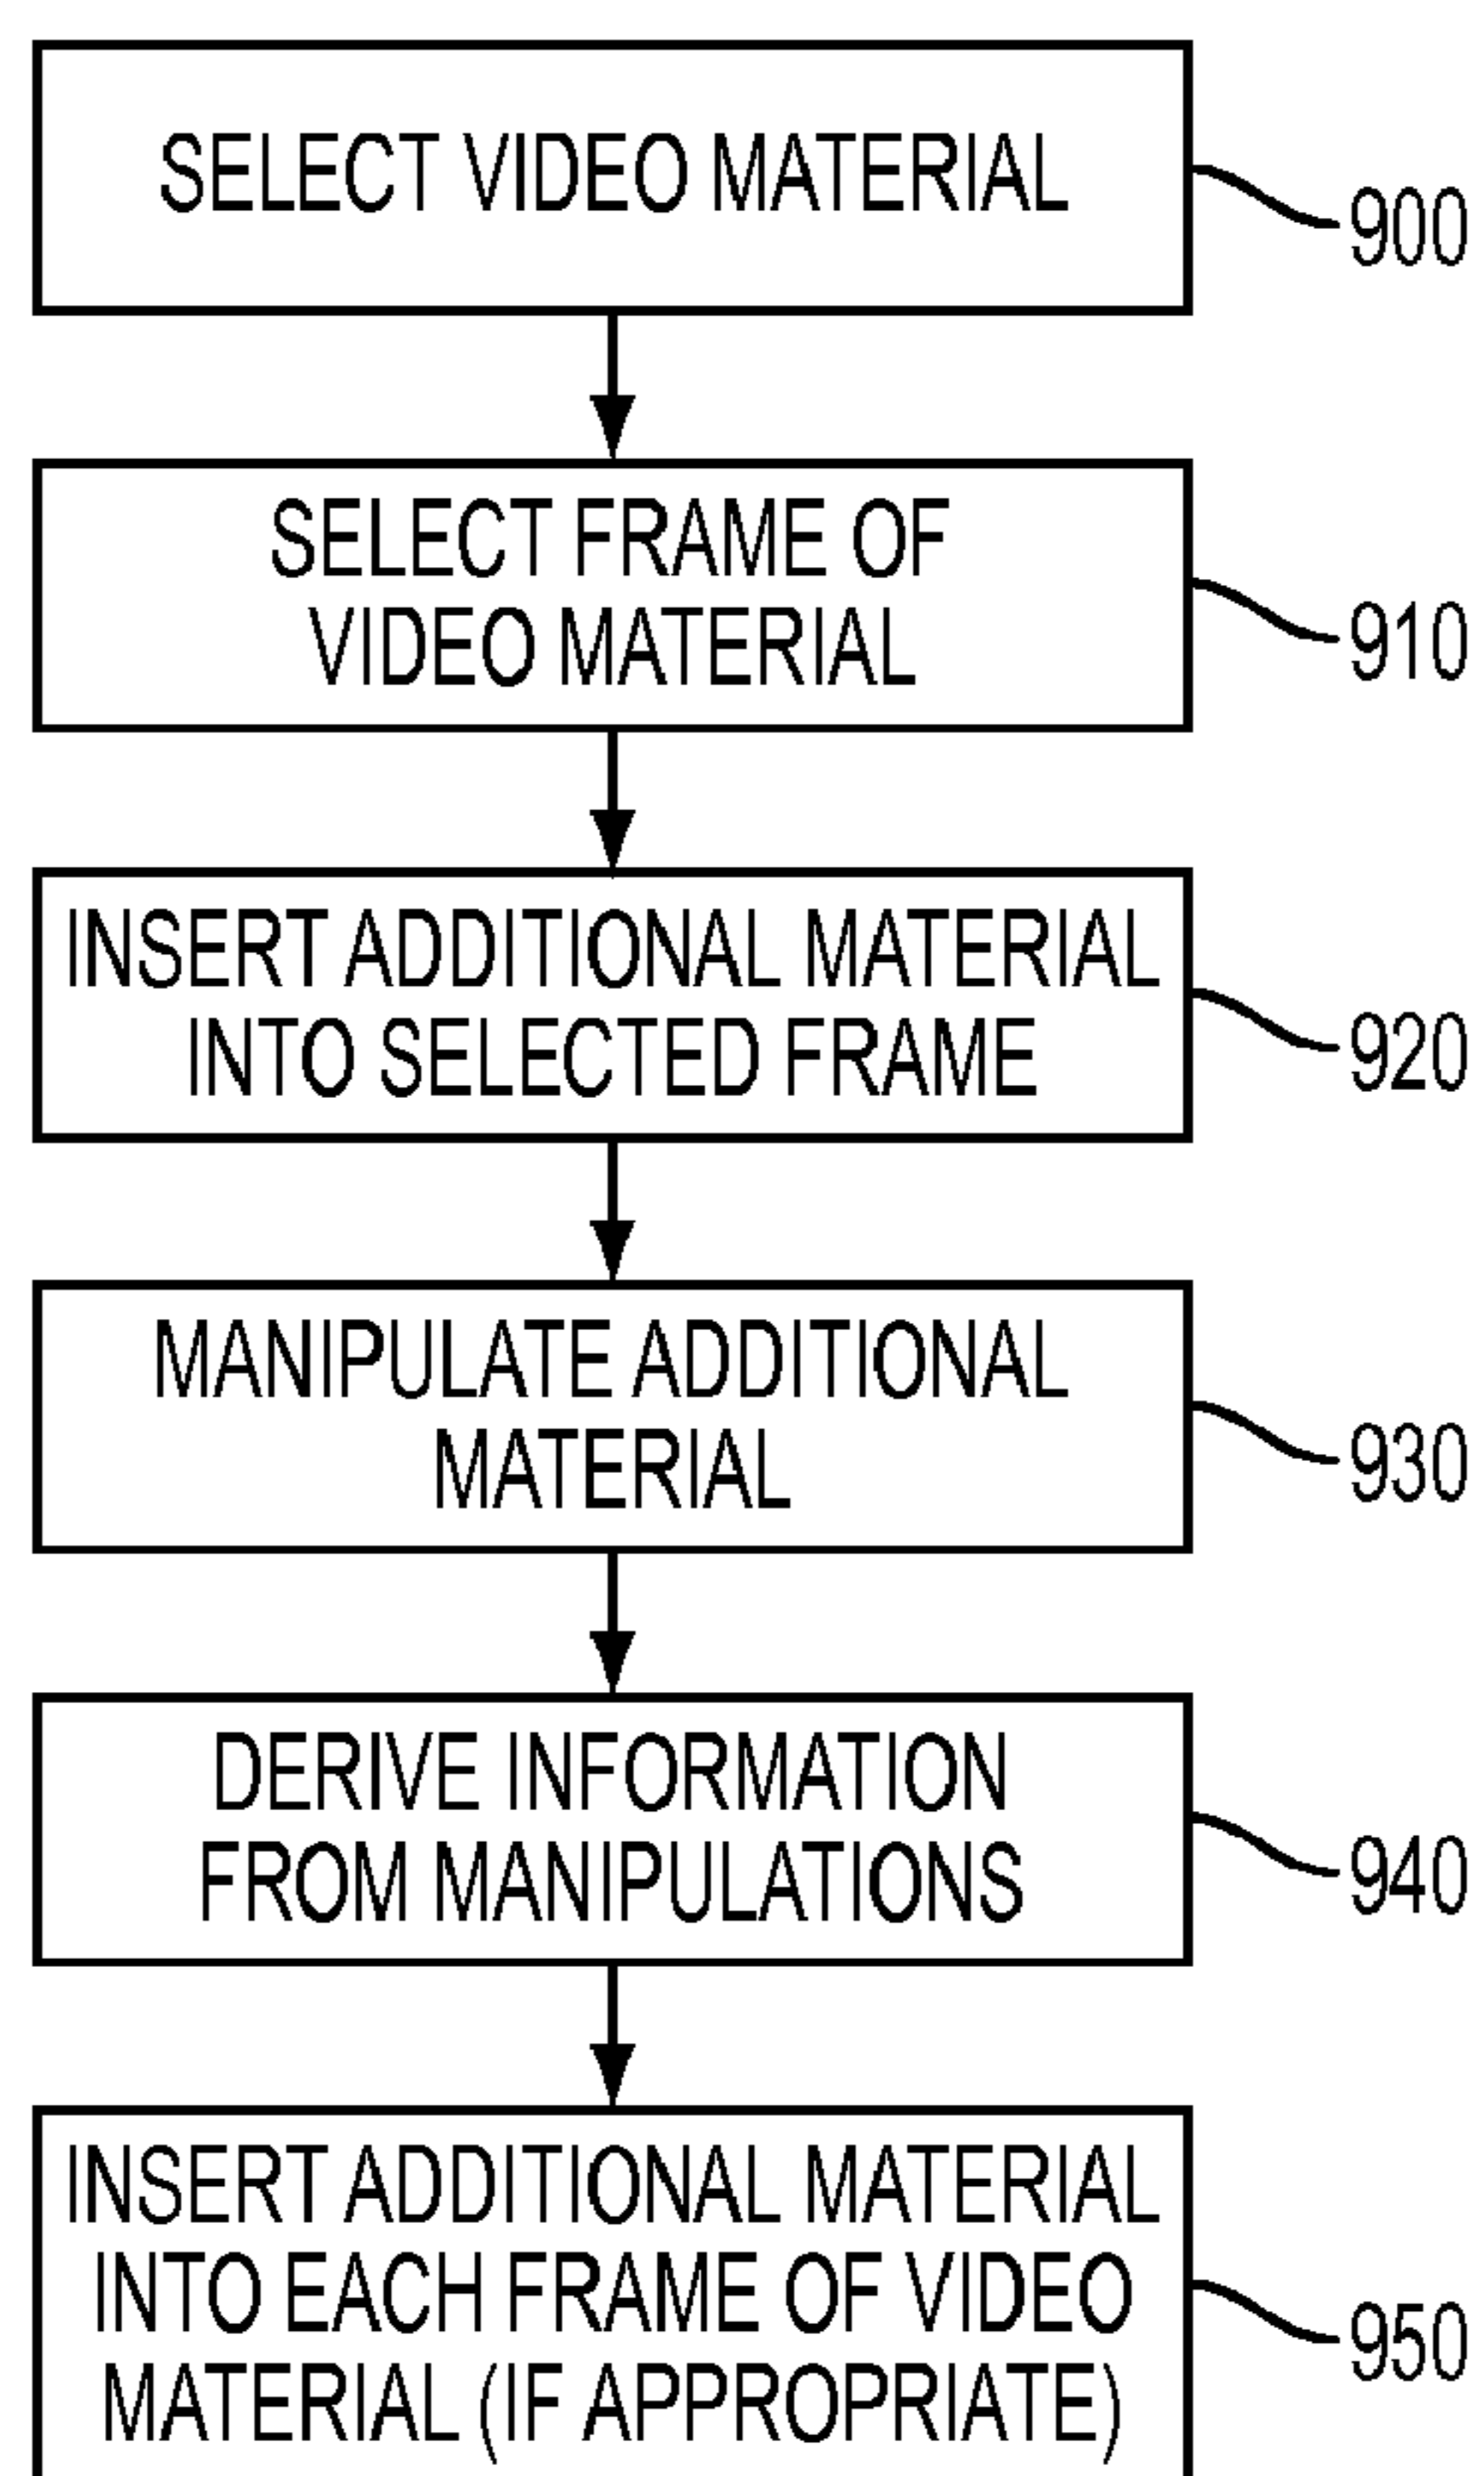 SELECT VIDEO MATERIAL
900
SELECT FRAME OF
VIDEO MATERIAL
910
INSERT ADDITIONAL MATERIAL
INTO SELECTED FRAME
920
MANIPULATE ADDITIONAL
MATERIAL
930
DERIVE INFORMATION
FROM MANIPULATIONS
940
INSERT ADDITIONAL MATERIAL
INTO EACH FRAME OF VIDEO
MATERIAL (IF APPROPRIATE)
950